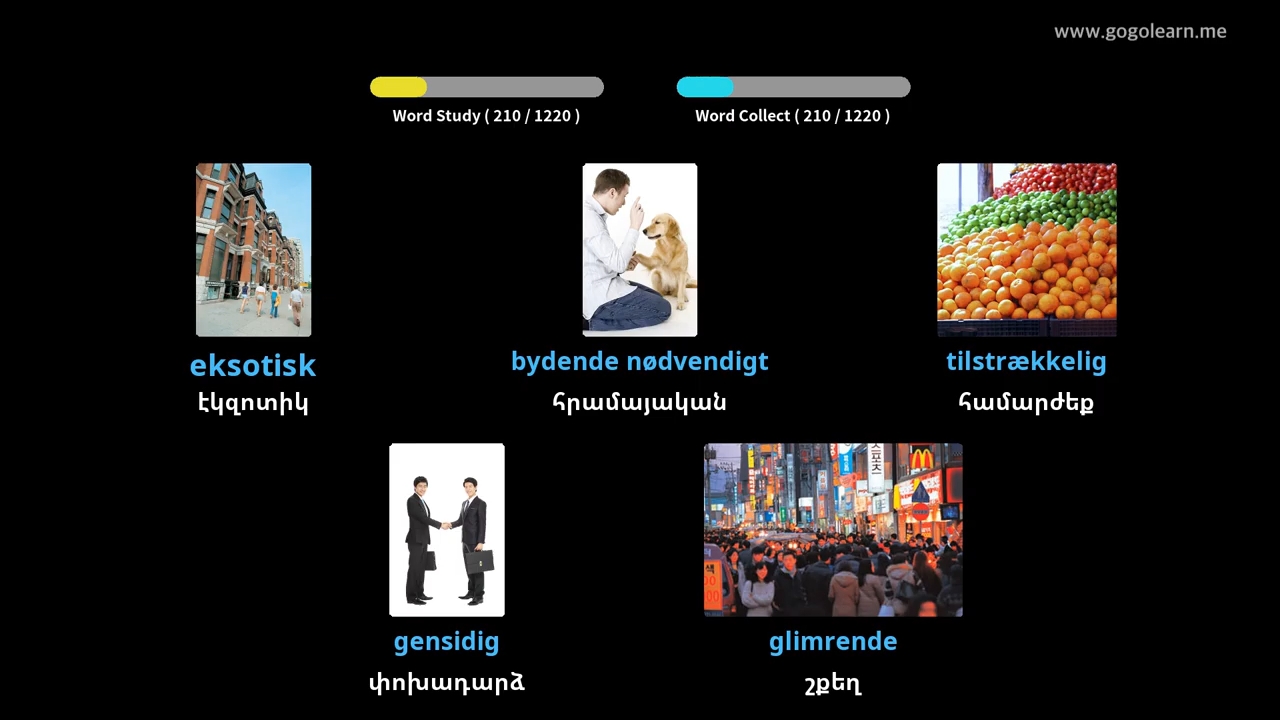 www.gogolearn.me
Word Study ( 210 / 1220 )
Word Collect ( 210 / 1220 )
eksotisk
էկզոտիկ
bydende nødvendigt
հրամայական
tilstrækkelig
համարժեք
gensidig
փոխադարձ
glimrende
շքեղ